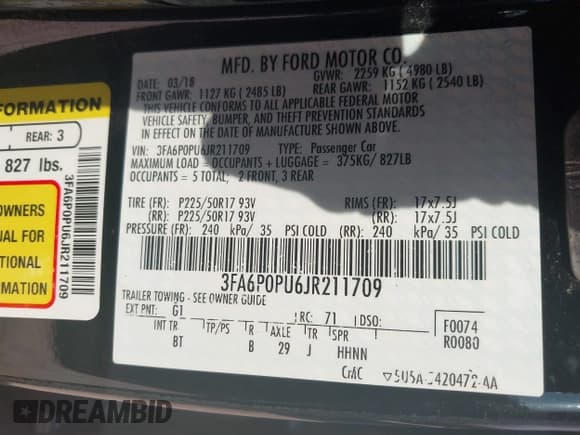 MFD. BY FORD MOTOR CO.
DATE: 03/18 GVWR: 2259 KG (4980 LB)
FRONT GAWR: 1127 KG (2485 LB) REAR GAWR: 1152 KG (2540 LB)
THIS VEHICLE CONFORMS TO ALL APPLICABLE FEDERAL MOTOR
VEHICLE SAFETY, BUMPER, AND THEFT PREVENTION STANDARDS
IN EFFECT ON THE DATE OF MANUFACTURE SHOWN ABOVE.
VIN: 3FA6P0PU6JR211709 TYPE: Passenger Car
MAXIMUM LOAD = OCCUPANTS + LUGGAGE = 375KG/ 827LB
OCCUPANTS = 5 TOTAL; 2 FRONT, 3 REAR
TIRE (FR): P225/50R17 93V RIMS (FR): 17x7.5J
(RR): P225/50R17 93V (RR): 17x7.5J
PRESSURE (FR): 240 kPa/ 35 PSI COLD (RR): 240 kPa/ 35 PSI COLD
3FA6P0PU6JR211709
TRAILER TOWING - SEE OWNER GUIDE
EXT PNT: G1 RC: 71 DSO: F0074
INT TR TP/PS R AXLE TR SPR R0080
BT B 29 J HHNN
CrAC
FORMATION
REAR: 3
827 lbs.
OWNERS
UAL FOR
TIONAL
RMATION
3FA6P0PU6JR211709
DREAMBID